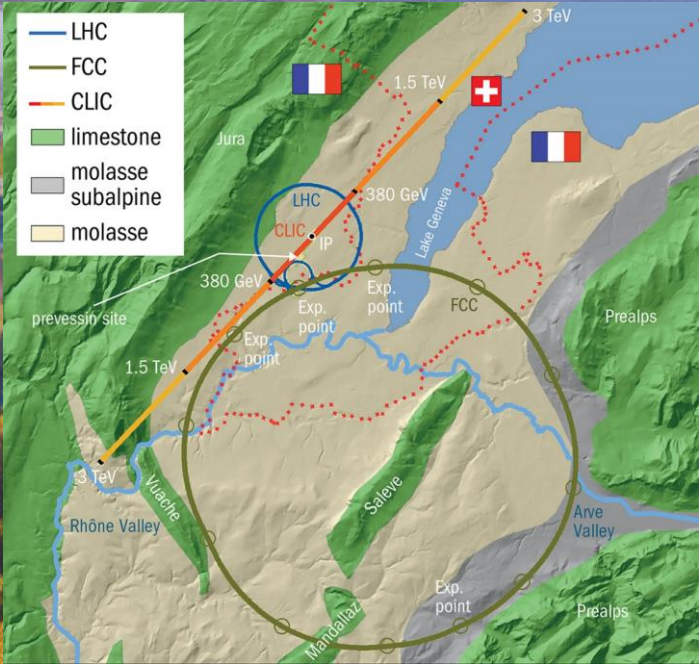 LHC
FCC
CLIC
limestone
molasse
subalpine
molasse
3 TeV
1.5 TeV
Jura
LHC
380 GeV
CLIC
IP
Lake Geneva
380 GeV
prevessin site
Exp.
point
Exp.
point
Exp.
point
FCC
Prealps
1.5 TeV
3 TeV
Vuache
Saleve
Rhône Valley
Arve
Valley
Exp.
point
Mandallaz
Prealps